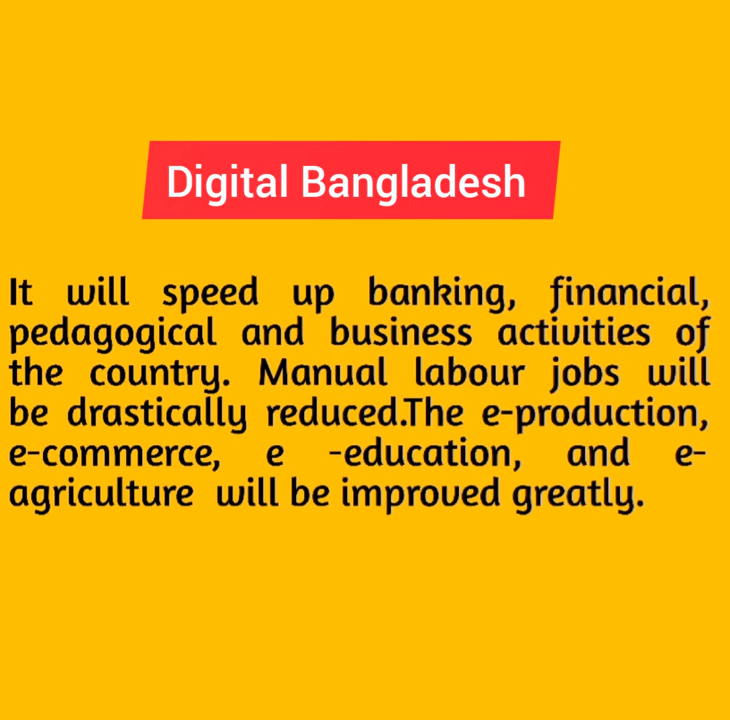 Digital Bangladesh
It will speed up banking, financial,
pedagogical and business activities of
the country. Manual labour jobs will
be drastically reduced.The e-production,
e-commerce, e -education, and e-
agriculture will be improved greatly.